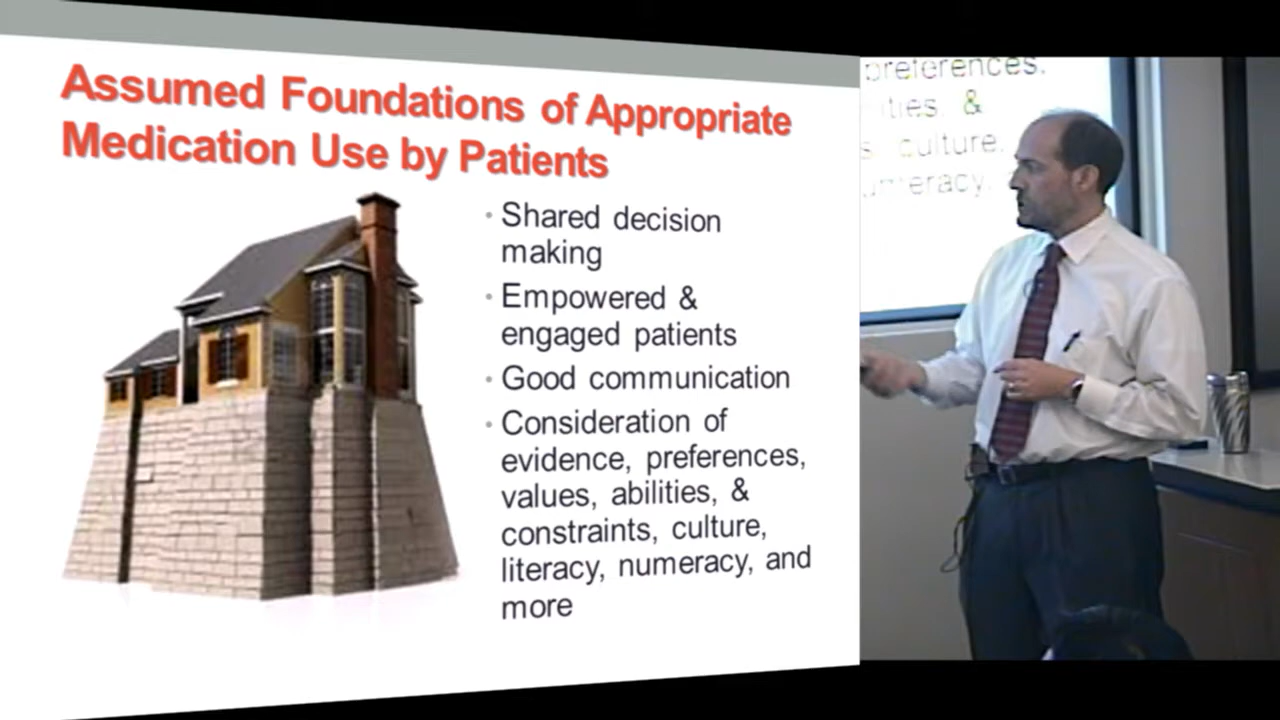 Assumed Foundations of Appropriate
Medication Use by Patients
• Shared decision
making
• Empowered &
engaged patients
• Good communication
• Consideration of
evidence, preferences,
values, abilities, &
constraints, culture,
literacy, numeracy, and
more
preferences,
ities, &
s, culture,
umeracy,